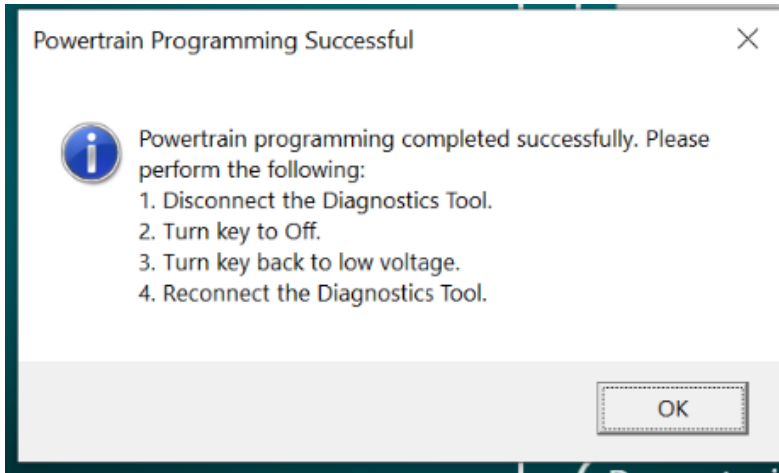 Powertrain Programming Successful
Powertrain programming completed successfully. Please
perform the following:
1. Disconnect the Diagnostics Tool.
2. Turn key to Off.
3. Turn key back to low voltage.
4. Reconnect the Diagnostics Tool.
OK